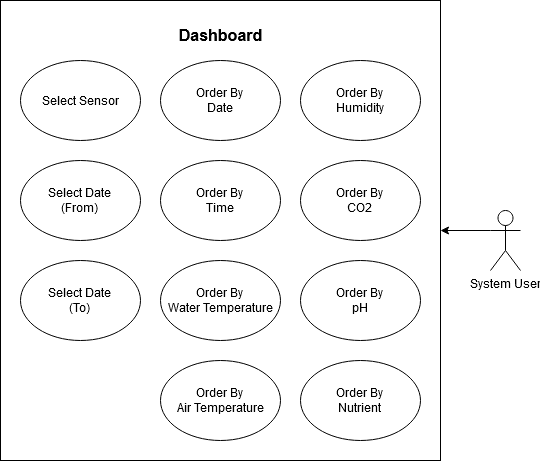 Dashboard
Select Sensor
Order By
Date
Order By
Humidity
Select Date
(From)
Order By
Time
Order By
CO2
Select Date
(To)
Order By
Water Temperature
Order By
pH
Order By
Air Temperature
Order By
Nutrient
System User